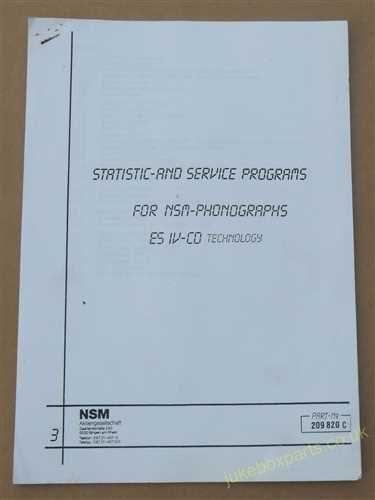 STATISTIC-AND SERVICE PROGRAMS
FOR NSM-PHONOGRAPHS
ES IV-CD TECHNOLOGY
3
NSM
Aktiengesellschaft
PART-Nr.
209 820 C
jukeboxparts.co.uk